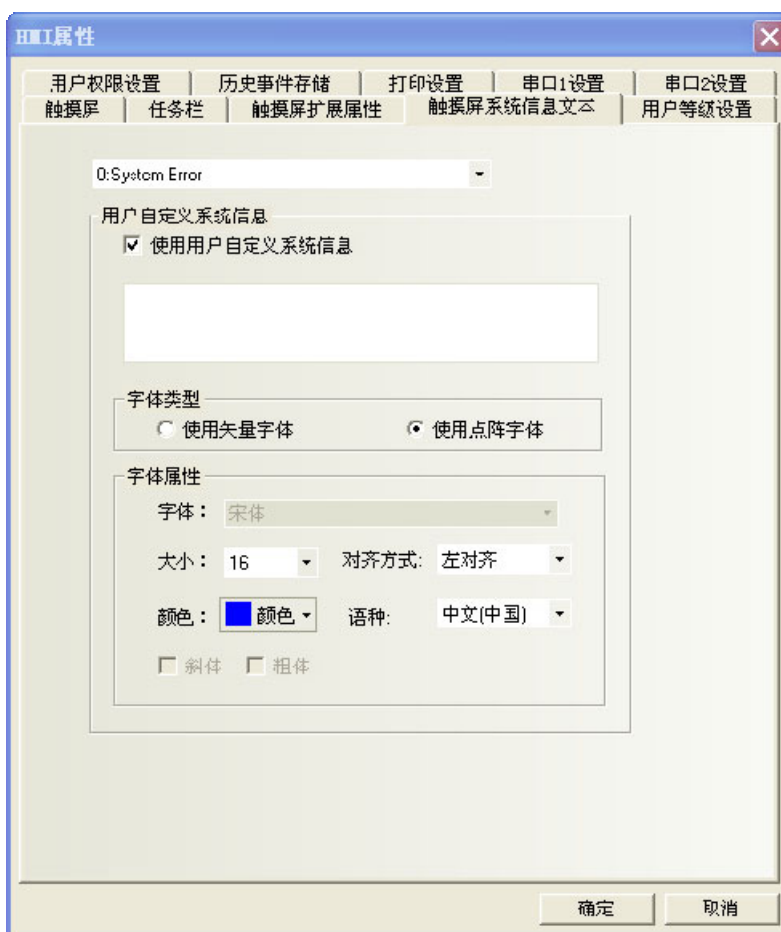 HMI属性
用户权限设置 历史事件存储 打印设置 串口1设置 串口2设置
触摸屏 任务栏 触摸屏扩展属性 触摸屏系统信息文本 用户等级设置
0:System Error
用户自定义系统信息
使用用户自定义系统信息
字体类型
使用矢量字体 使用点阵字体
字体属性
字体： 宋体
大小： 16 对齐方式: 左对齐
颜色： 颜色 语种: 中文(中国)
斜体 粗体
确定 取消